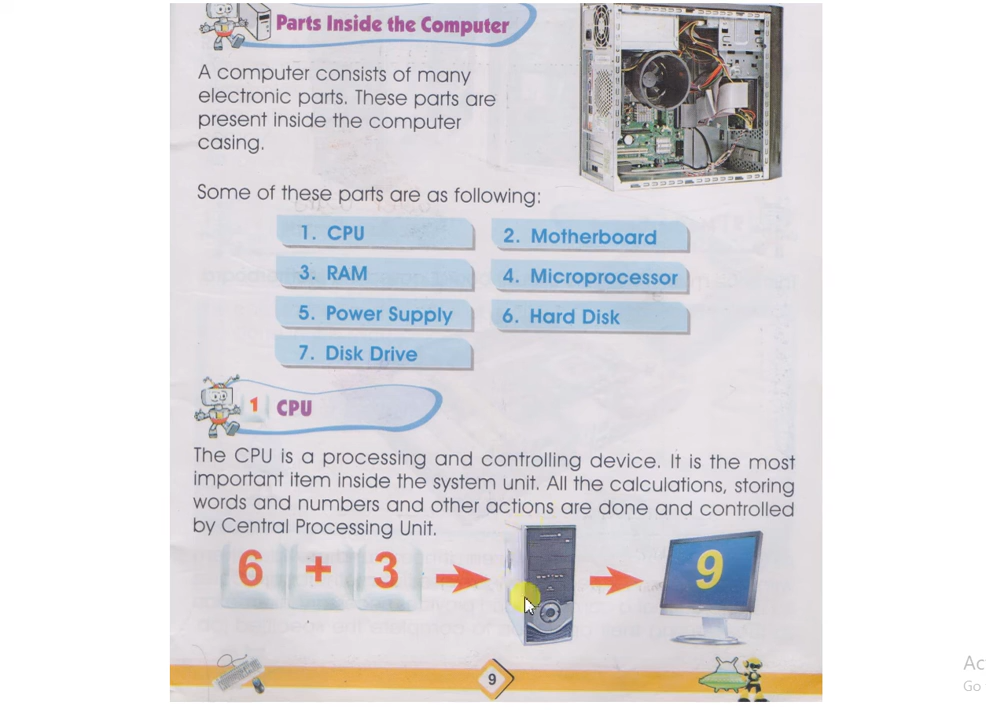 Parts Inside the Computer
A computer consists of many
electronic parts. These parts are
present inside the computer
casing.
Some of these parts are as following:
1. CPU
2. Motherboard
3. RAM
4. Microprocessor
5. Power Supply
6. Hard Disk
7. Disk Drive
1 CPU
The CPU is a processing and controlling device. It is the most
important item inside the system unit. All the calculations, storing
words and numbers and other actions are done and controlled
by Central Processing Unit.
6 + 3
9
9
Ac
Go